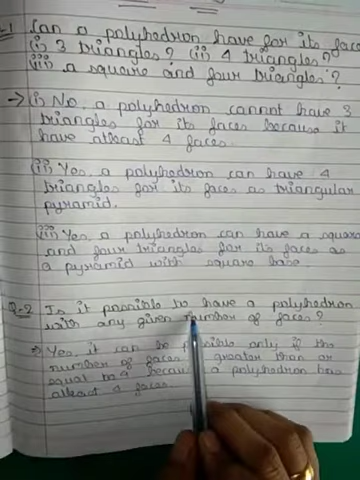 -1 Can a polyhedron have for its face
(i) 3 triangles? (ii) 4 triangles?
(iii) a square and four triangles?
→ (i) No, a polyhedron cannot have 3
triangles for its faces because it
have atleast 4 faces.
(ii) Yes, a polyhedron can have 4
triangles for its faces as triangular
pyramid.
(iii) Yes, a polyhedron can have a square
and four triangles for its faces as
a pyramid with square base.
Q-2 Is it possible to have a polyhedron
with any given number of faces?
→ Yes, it can be possible only if the
number of faces greater than or
equal to 4 because a polyhedron has
atleast 4 faces.